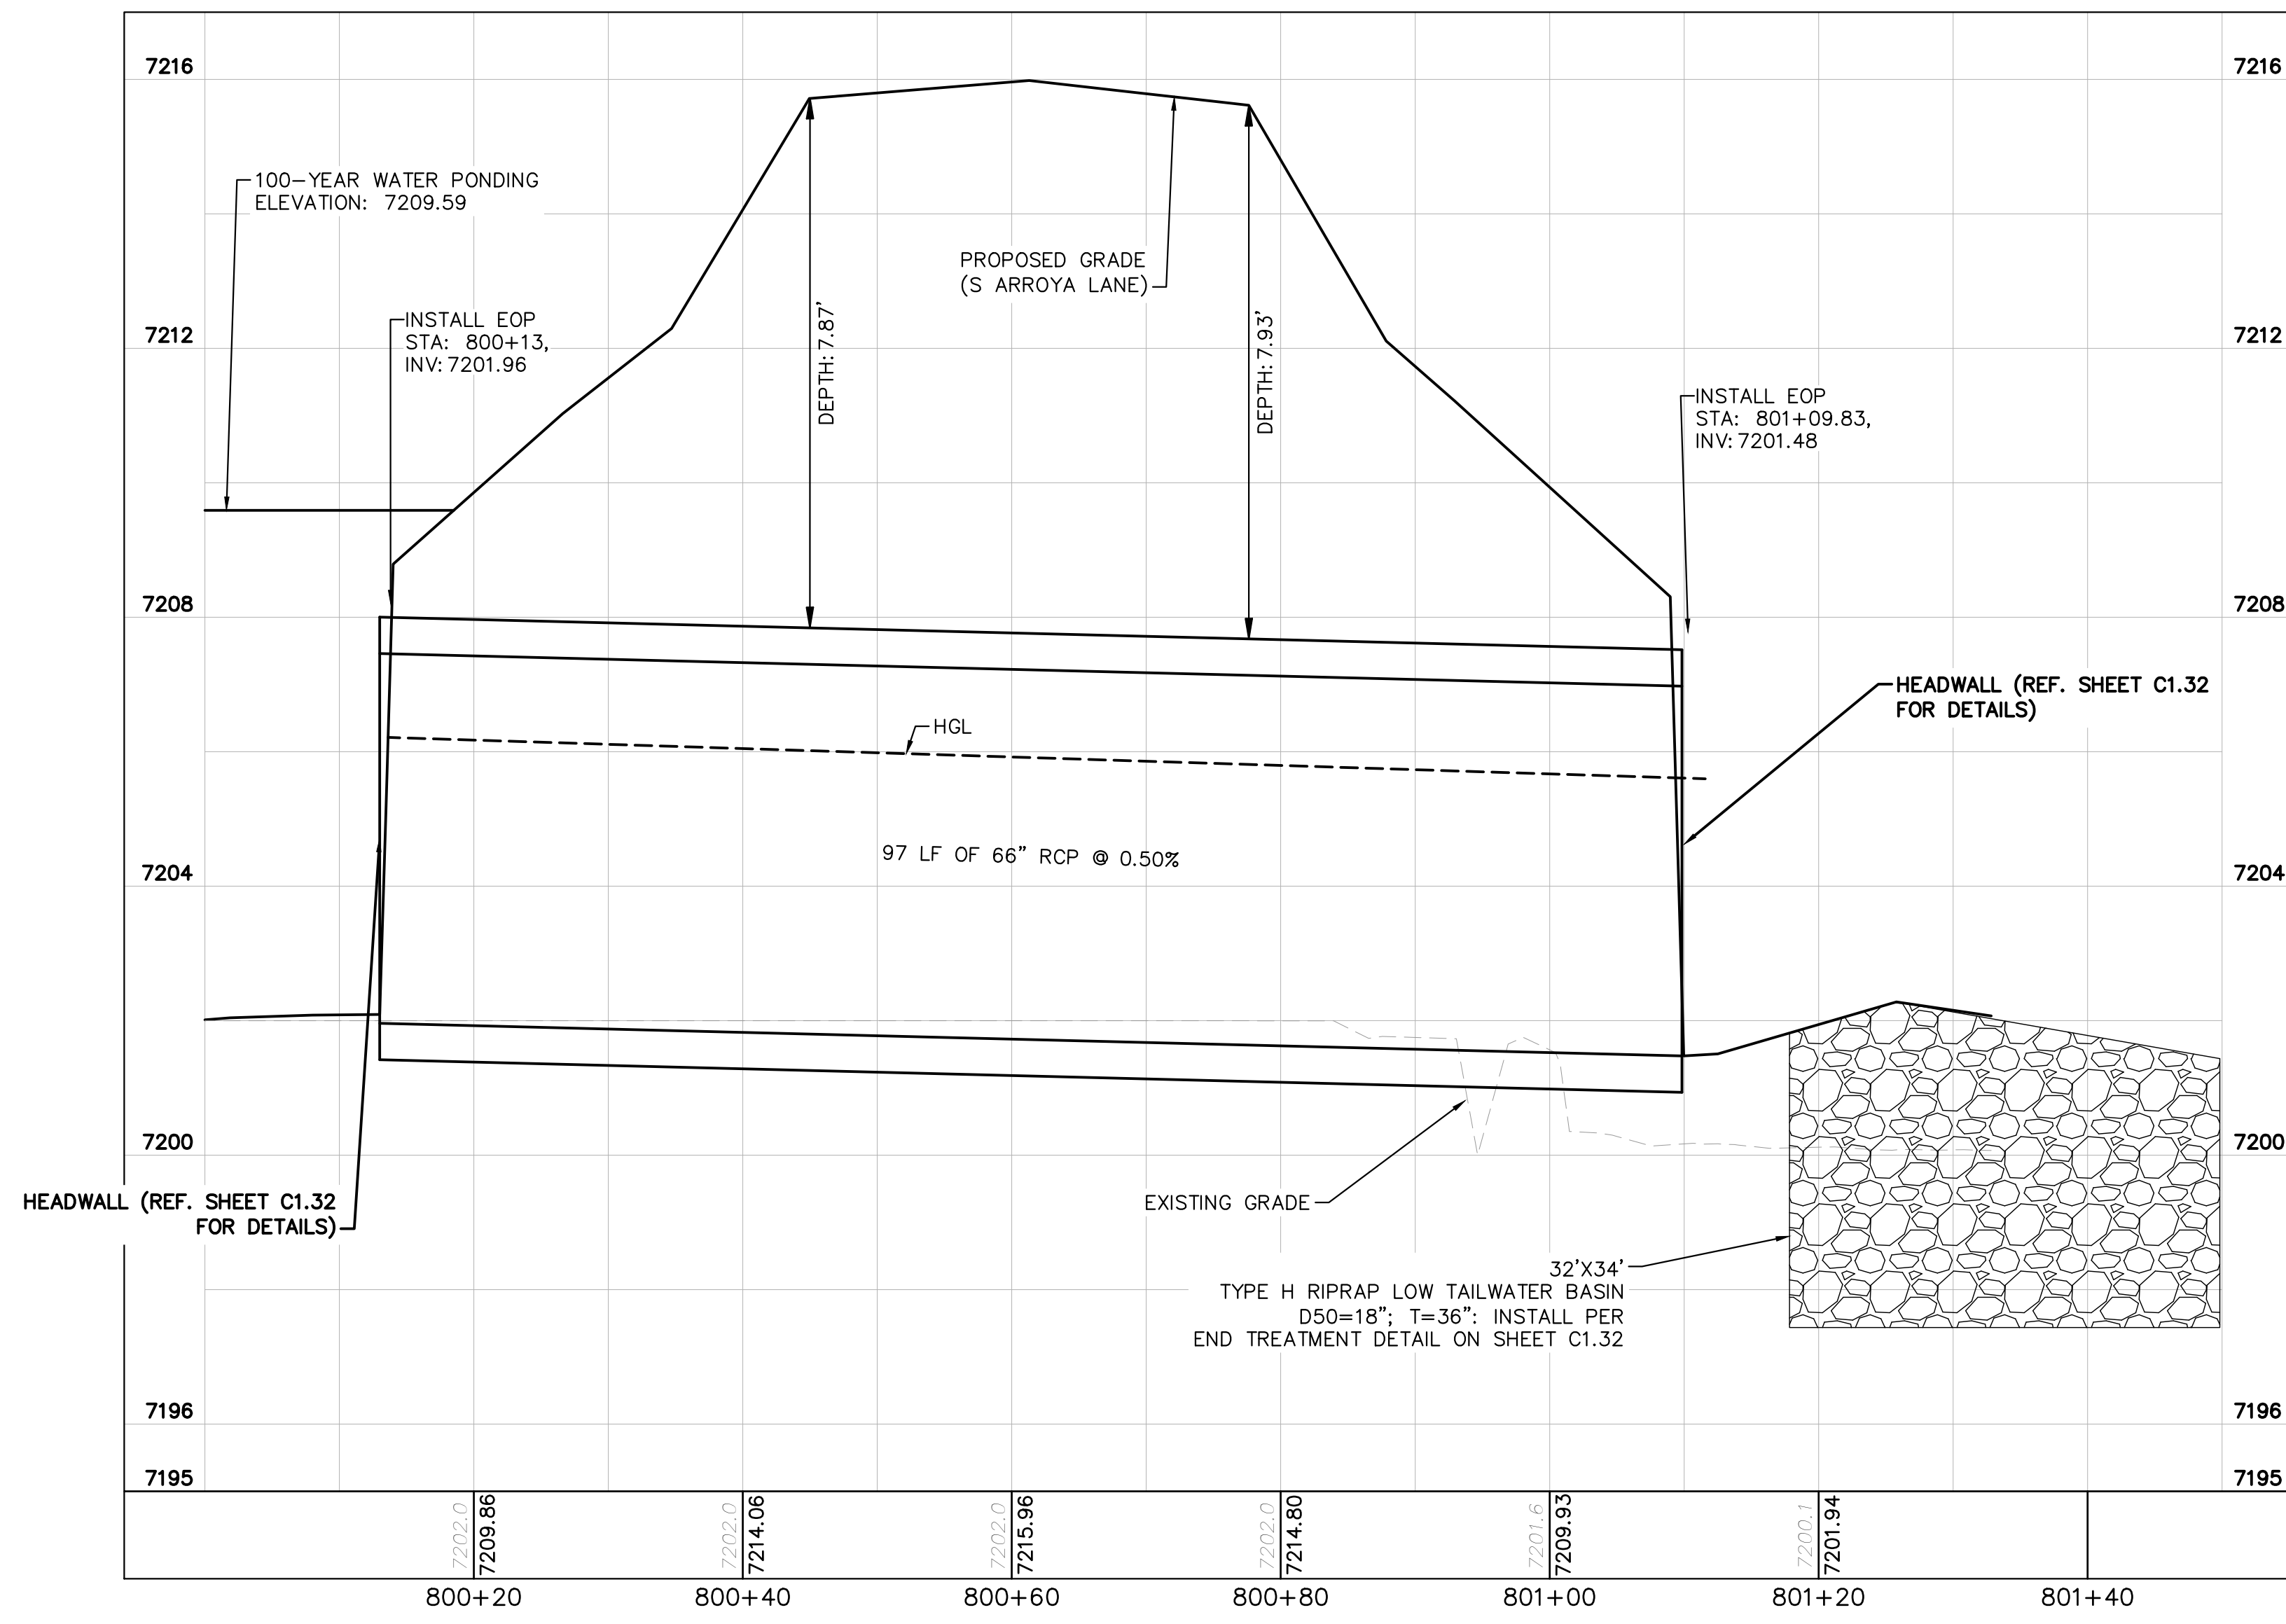 7216
7216
100-YEAR WATER PONDING
ELEVATION: 7209.59
PROPOSED GRADE
(S ARROYA LANE)
INSTALL EOP
STA: 800+13,
INV: 7201.96
DEPTH: 7.87'
DEPTH: 7.93'
7212
7212
INSTALL EOP
STA: 801+09.83,
INV: 7201.48
7208
7208
HEADWALL (REF. SHEET C1.32
FOR DETAILS)
HGL
97 LF OF 66" RCP @ 0.50%
7204
7204
7200
7200
HEADWALL (REF. SHEET C1.32
FOR DETAILS)
EXISTING GRADE
32'X34'
TYPE H RIPRAP LOW TAILWATER BASIN
D50=18"; T=36": INSTALL PER
END TREATMENT DETAIL ON SHEET C1.32
7196
7196
7195
7195
7202.0
7209.86
7202.0
7214.06
7202.0
7215.96
7202.0
7214.80
7201.6
7209.93
7200.1
7201.94
800+20
800+40
800+60
800+80
801+00
801+20
801+40